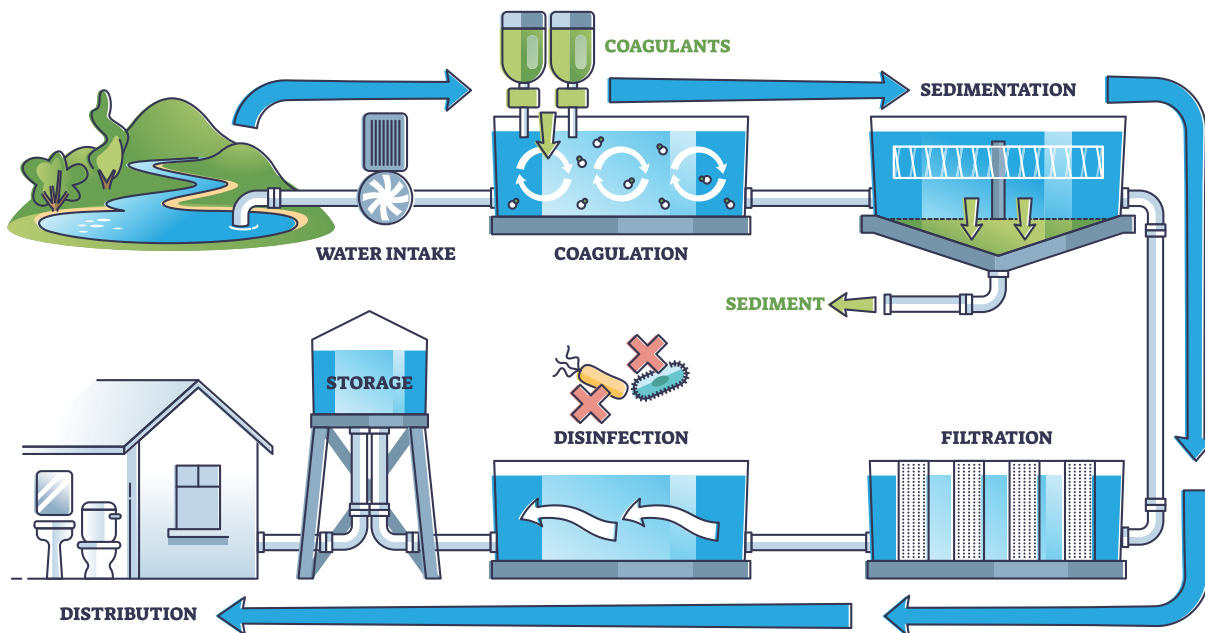 COAGULANTS
SEDIMENTATION
WATER INTAKE
COAGULATION
SEDIMENT
STORAGE
DISINFECTION
FILTRATION
DISTRIBUTION